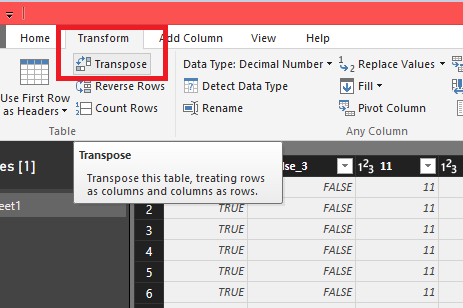 Home Transform Add Column View Help
Transpose Data Type: Decimal Number Replace Values
Use First Row as Headers Reverse Rows Detect Data Type Fill
Count Rows Rename Pivot Column
Table Any Column
Transpose
Transpose this table, treating rows
as columns and columns as rows.
[1]
lse_3 1²3 11 1²3
eet1 FALSE 11
2 TRUE FALSE 11
3 TRUE FALSE 11
4 TRUE FALSE 11
5 TRUE FALSE 11
6 TRUE FALSE 11